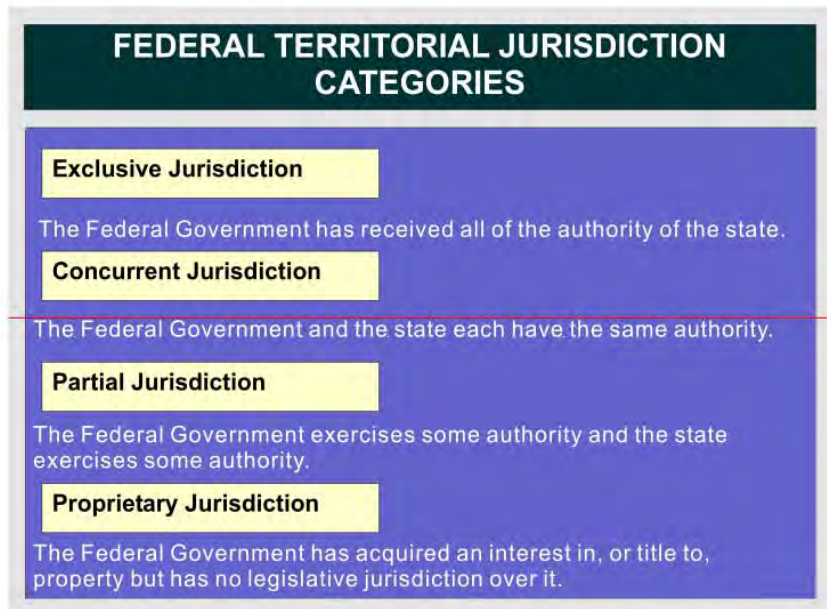 FEDERAL TERRITORIAL JURISDICTION
CATEGORIES
Exclusive Jurisdiction
The Federal Government has received all of the authority of the state.
Concurrent Jurisdiction
The Federal Government and the state each have the same authority.
Partial Jurisdiction
The Federal Government exercises some authority and the state
exercises some authority.
Proprietary Jurisdiction
The Federal Government has acquired an interest in, or title to,
property but has no legislative jurisdiction over it.